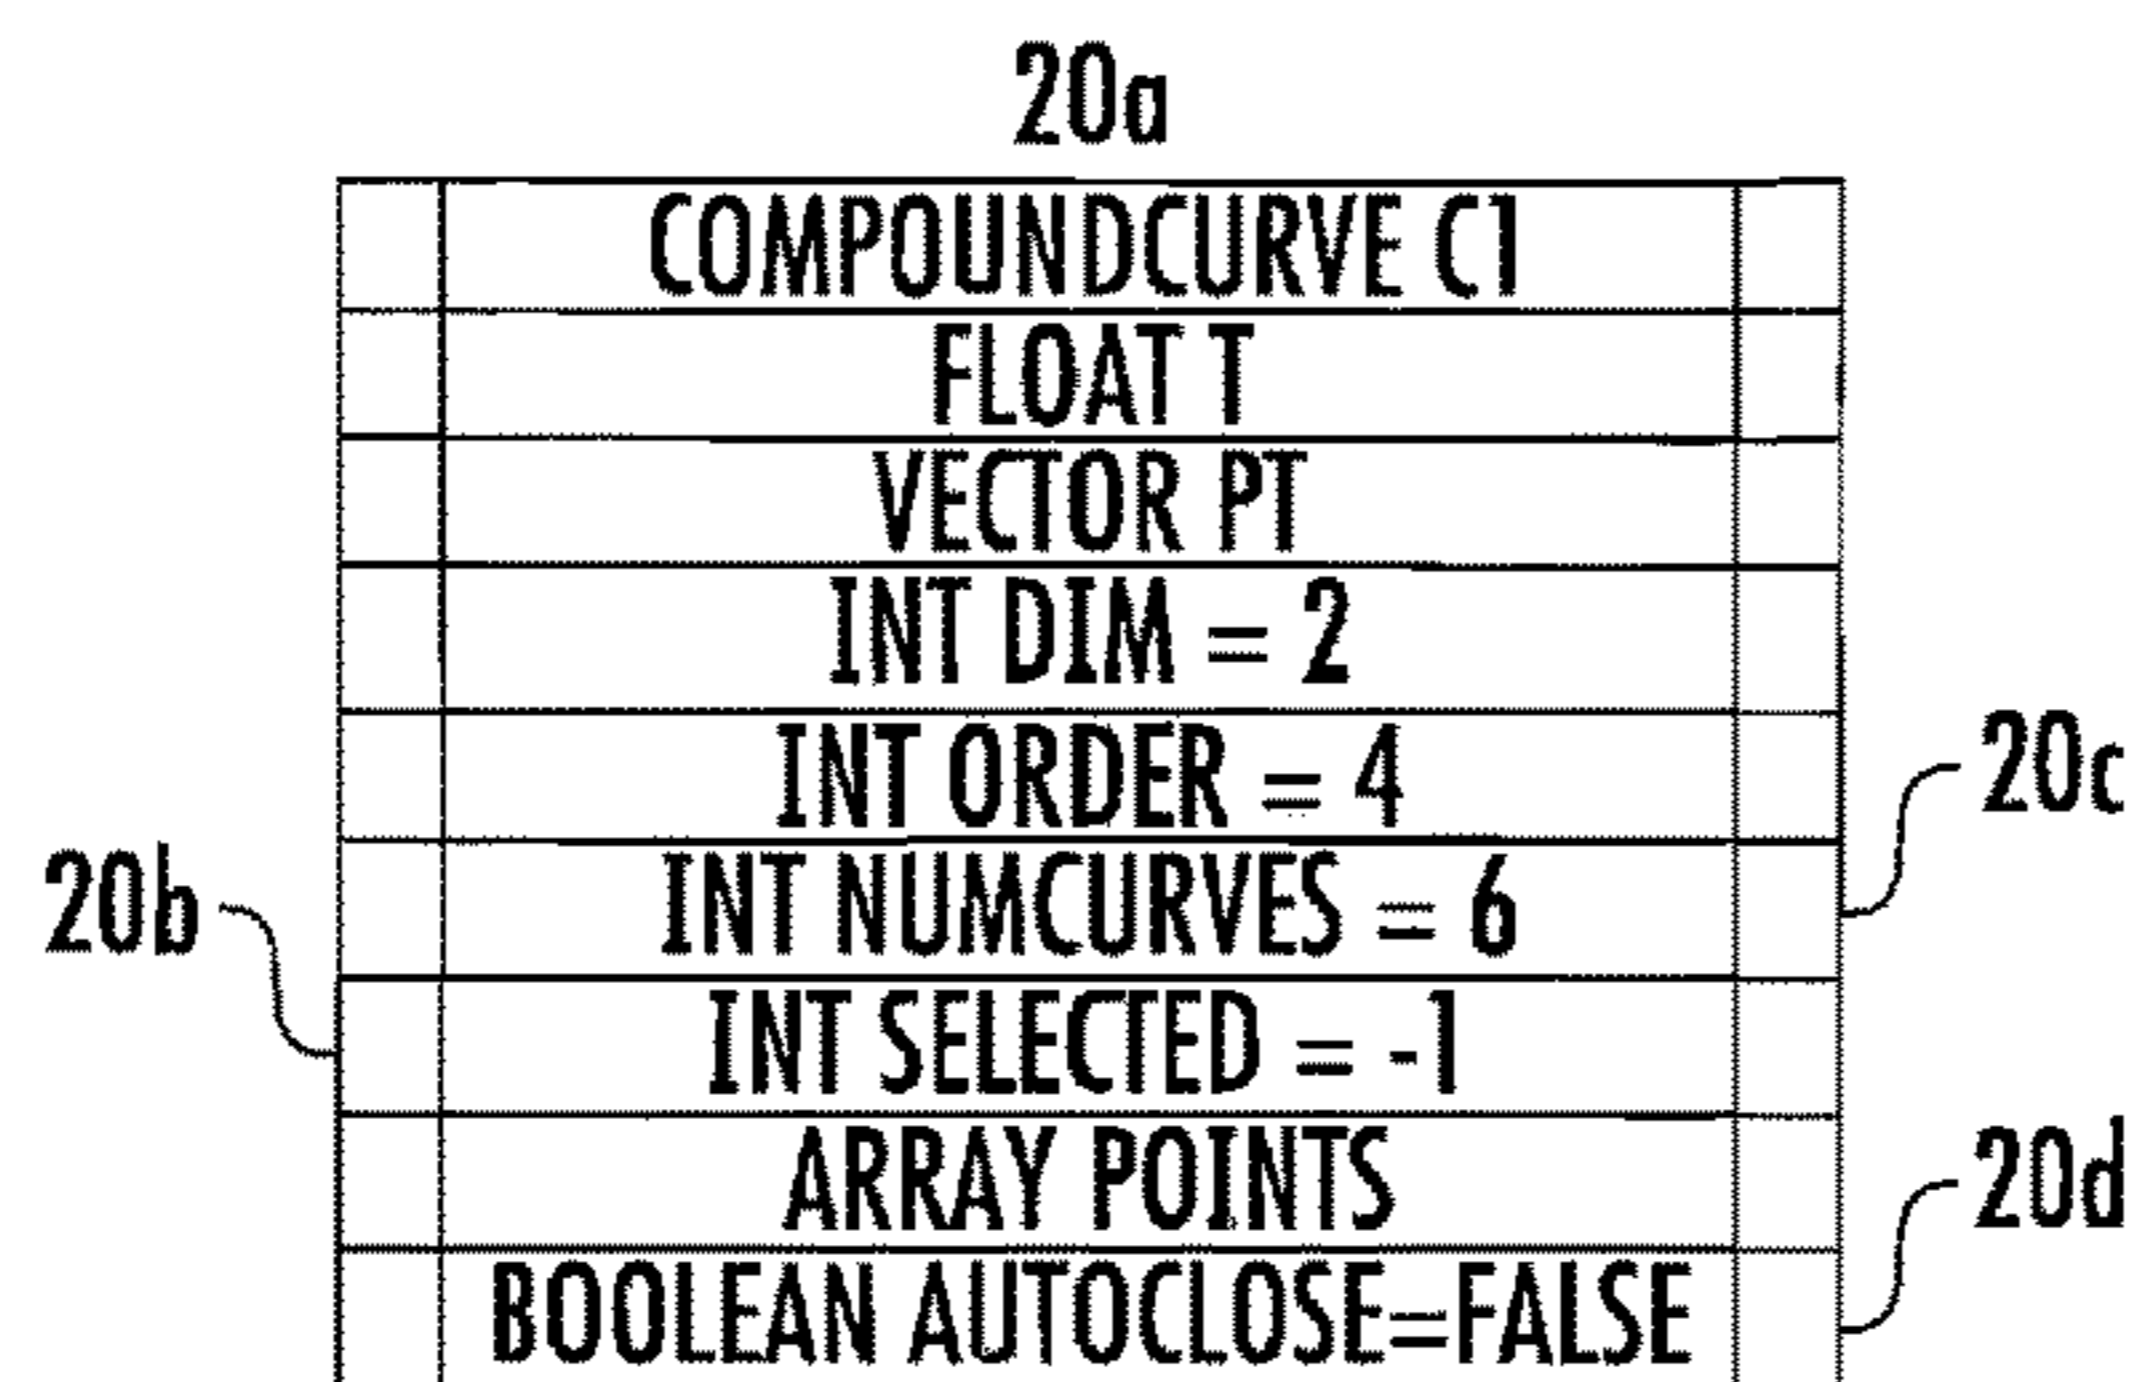 20a
COMPOUNDCURVE C1
FLOAT T
VECTOR PT
INT DIM = 2
INT ORDER = 4
20c
INT NUMCURVES = 6
20b
INT SELECTED = -1
ARRAY POINTS
20d
BOOLEAN AUTOCLOSE=FALSE